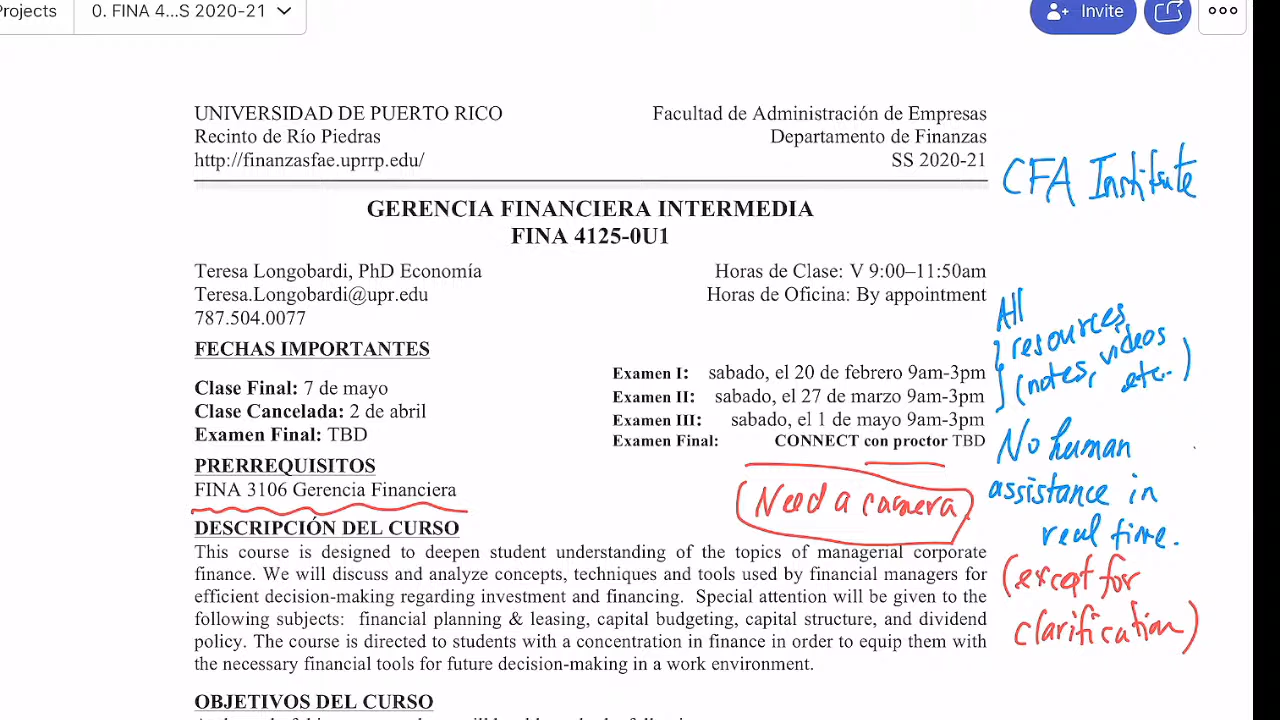 Projects
0. FINA 4...S 2020-21
Invite
UNIVERSIDAD DE PUERTO RICO
Recinto de Río Piedras
http://finanzasfae.uprrp.edu/
Facultad de Administración de Empresas
Departamento de Finanzas
SS 2020-21
CFA Institute
GERENCIA FINANCIERA INTERMEDIA
FINA 4125-0U1
Teresa Longobardi, PhD Economía
Teresa.Longobardi@upr.edu
787.504.0077
Horas de Clase: V 9:00–11:50am
Horas de Oficina: By appointment
FECHAS IMPORTANTES
Clase Final: 7 de mayo
Clase Cancelada: 2 de abril
Examen Final: TBD
Examen I: sabado, el 20 de febrero 9am-3pm
Examen II: sabado, el 27 de marzo 9am-3pm
Examen III: sabado, el 1 de mayo 9am-3pm
Examen Final: CONNECT con proctor TBD
All
resources
(notes, videos
etc..)
No human
assistance in
real time.
(except for
clarification)
Need a camera
PRERREQUISITOS
FINA 3106 Gerencia Financiera
DESCRIPCIÓN DEL CURSO
This course is designed to deepen student understanding of the topics of managerial corporate
finance. We will discuss and analyze concepts, techniques and tools used by financial managers for
efficient decision-making regarding investment and financing. Special attention will be given to the
following subjects: financial planning & leasing, capital budgeting, capital structure, and dividend
policy. The course is directed to students with a concentration in finance in order to equip them with
the necessary financial tools for future decision-making in a work environment.
OBJETIVOS DEL CURSO